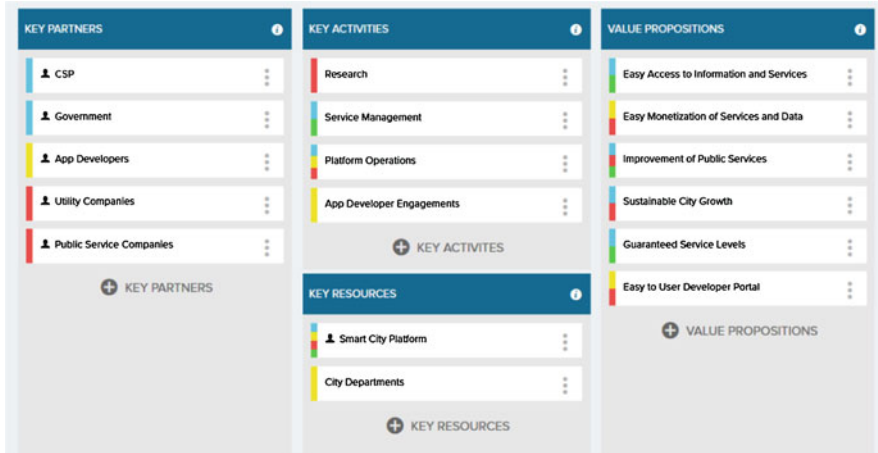 KEY PARTNERS
CSP
Government
App Developers
Utility Companies
Public Service Companies
KEY PARTNERS
KEY ACTIVITIES
Research
Service Management
Platform Operations
App Developer Engagements
KEY ACTIVITES
KEY RESOURCES
Smart City Platform
City Departments
KEY RESOURCES
VALUE PROPOSITIONS
Easy Access to Information and Services
Easy Monetization of Services and Data
Improvement of Public Services
Sustainable City Growth
Guaranteed Service Levels
Easy to User Developer Portal
VALUE PROPOSITIONS